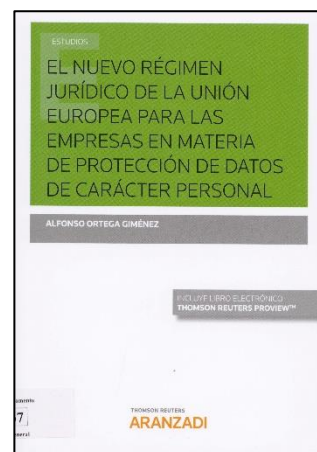 ESTUDIOS
EL NUEVO RÉGIMEN
JURÍDICO DE LA UNIÓN
EUROPEA PARA LAS
EMPRESAS EN MATERIA
DE PROTECCIÓN DE DATOS
DE CARÁCTER PERSONAL
ALFONSO ORTEGA GIMÉNEZ
INCLUYE LIBRO ELECTRÓNICO
THOMSON REUTERS PROVIEW™
THOMSON REUTERS
ARANZADI